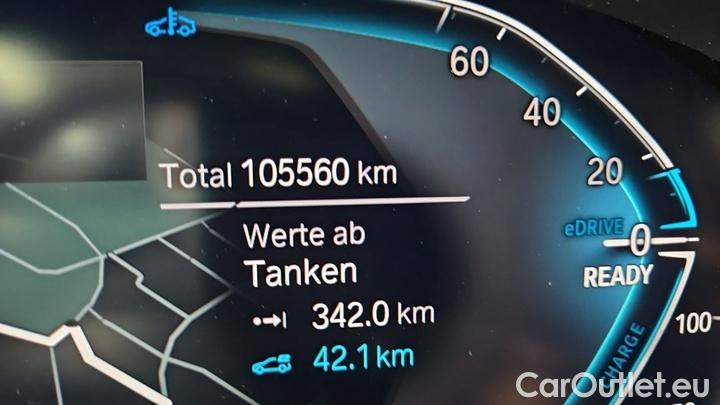 60
40
20
Total 105560 km
Werte ab
Tanken
342.0 km
42.1 km
eDRIVE
0
READY
CHARGE
100
CarOutlet.eu